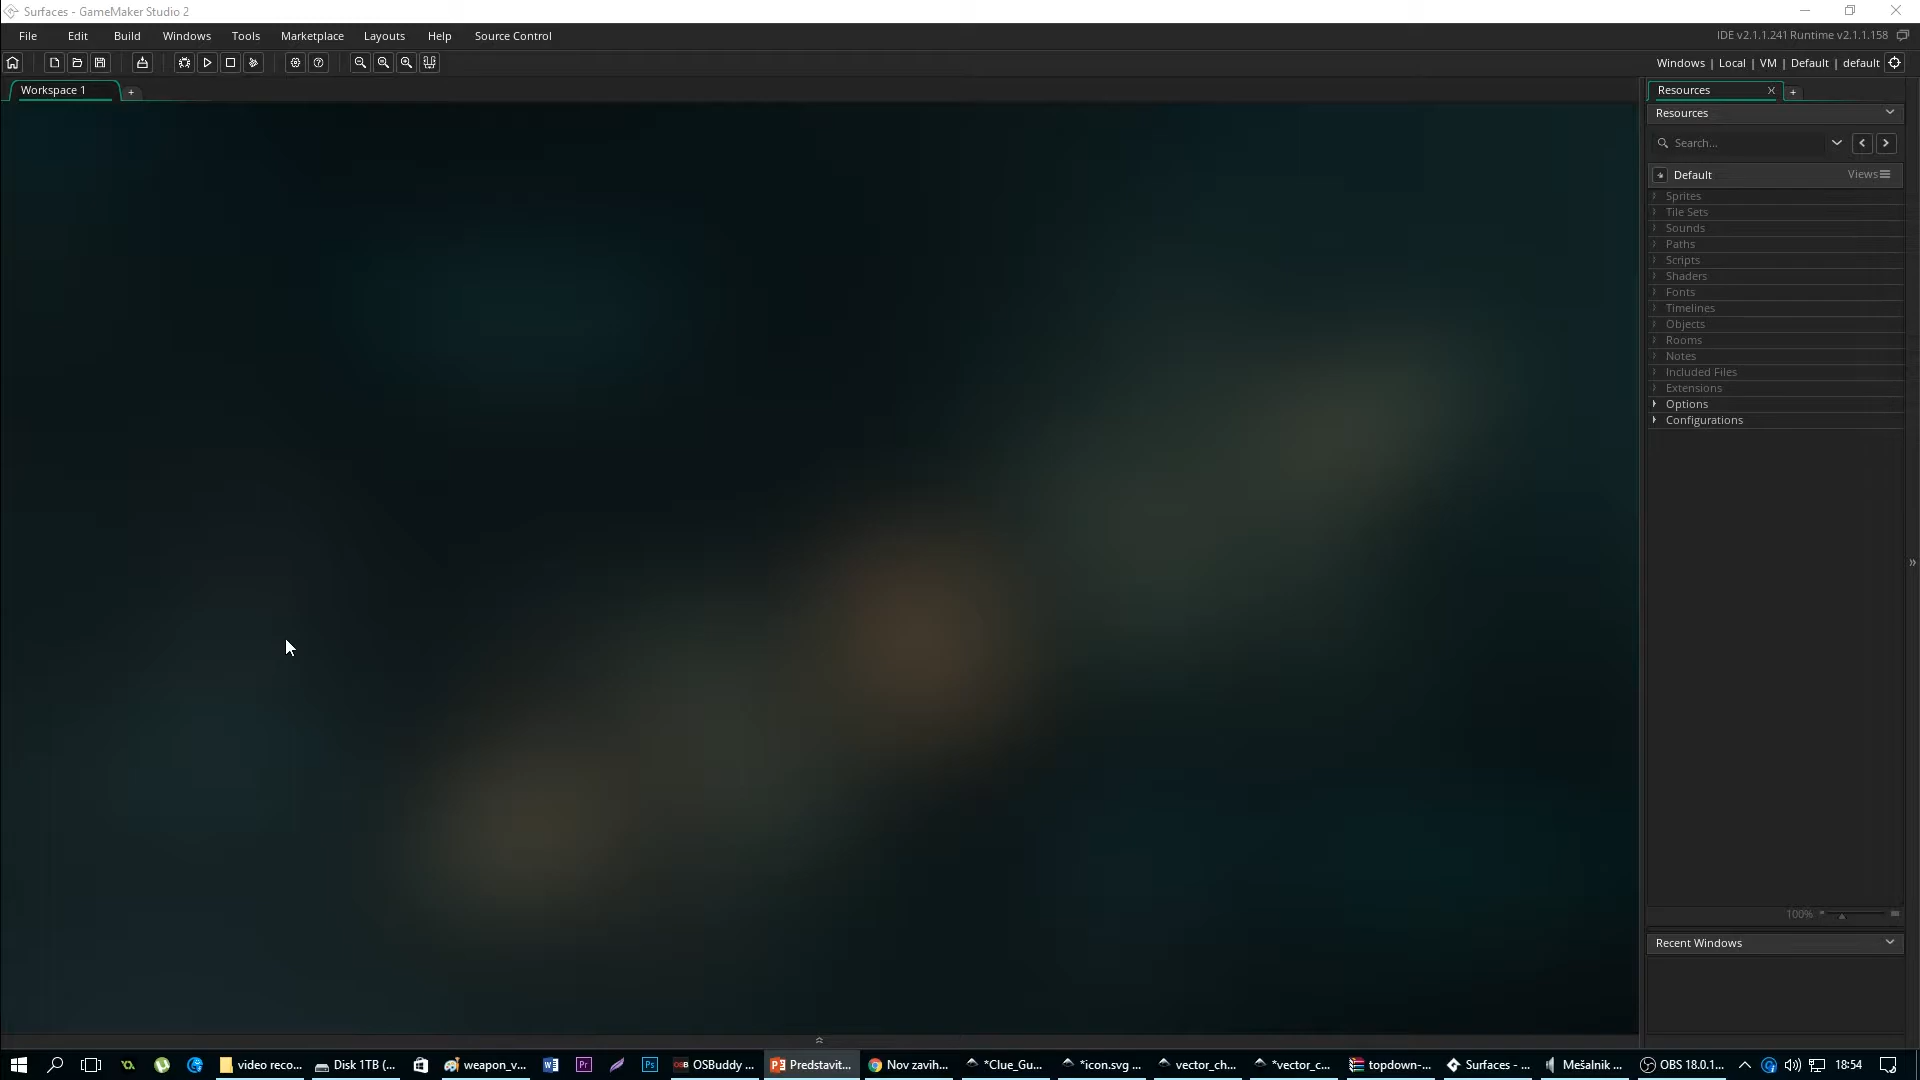 Surfaces - GameMaker Studio 2
File Edit Build Windows Tools Marketplace Layouts Help Source Control
IDE v2.1.1.241 Runtime v2.1.1.158
Windows | Local | VM | Default | default
Workspace 1 +
Resources +
Resources
Search...
Default Views
Sprites
Tile Sets
Sounds
Paths
Scripts
Shaders
Fonts
Timelines
Objects
Rooms
Notes
Included Files
Extensions
Options
Configurations
100%
Recent Windows
video reco... Disk 1TB (... weapon_v... Pr Ps OSBuddy ... Predstavit... Nov zavih... *Clue_Gu... *icon.svg ... vector_ch... *vector_c... topdown-... Surfaces - ... Mešalnik ... OBS 18.0.1... 18:54